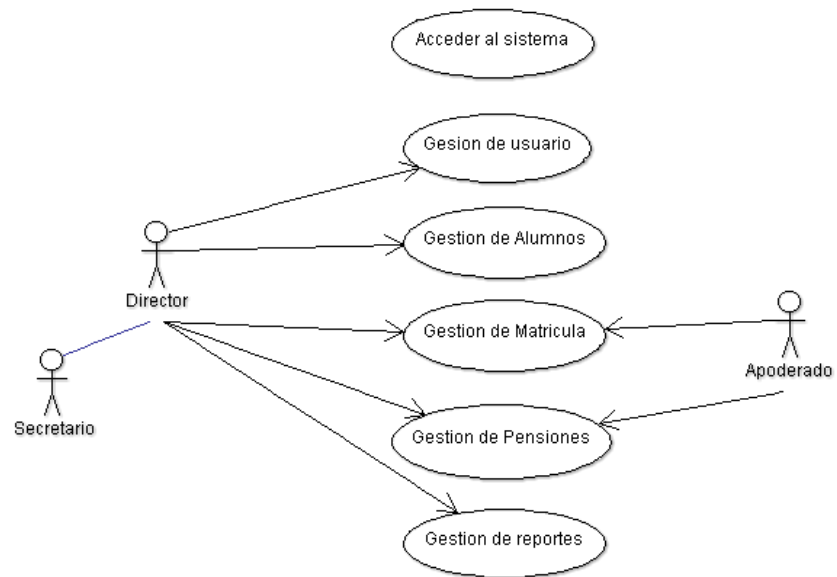 Acceder al sistema
Gesion de usuario
Gestion de Alumnos
Director
Gestion de Matricula
Apoderado
Secretario
Gestion de Pensiones
Gestion de reportes